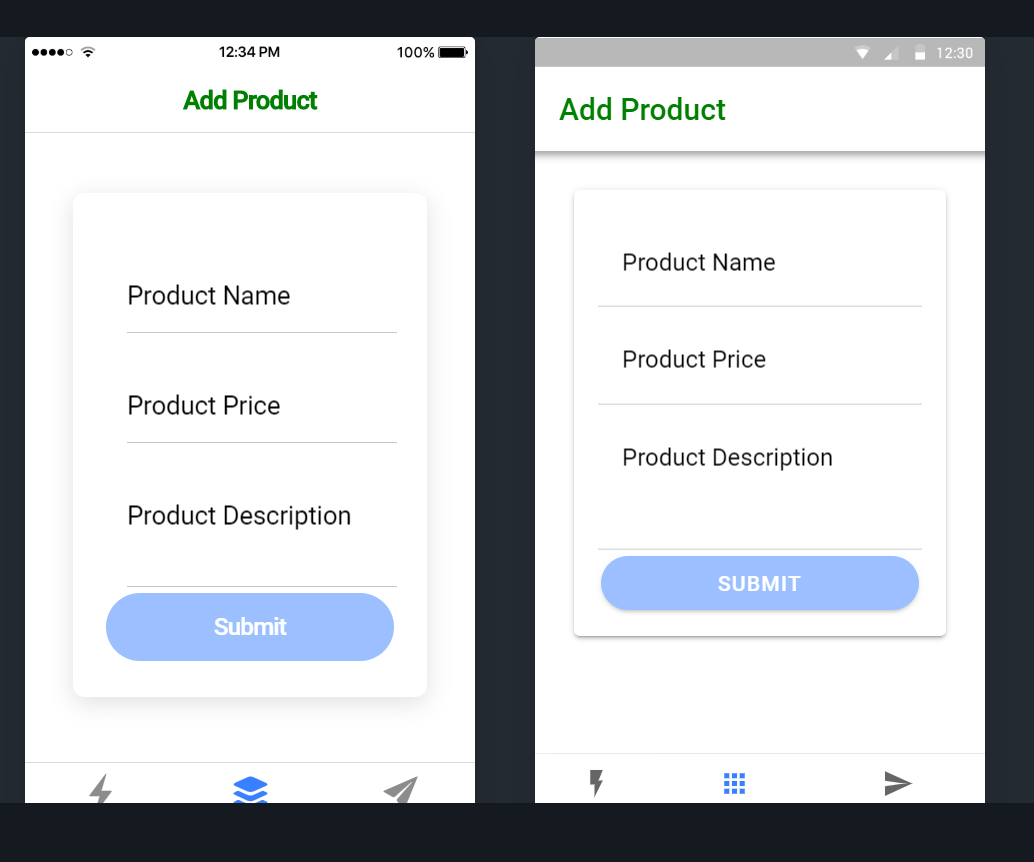 12:34 PM
100%
Add Product
Product Name
Product Price
Product Description
Submit
12:30
Add Product
Product Name
Product Price
Product Description
SUBMIT